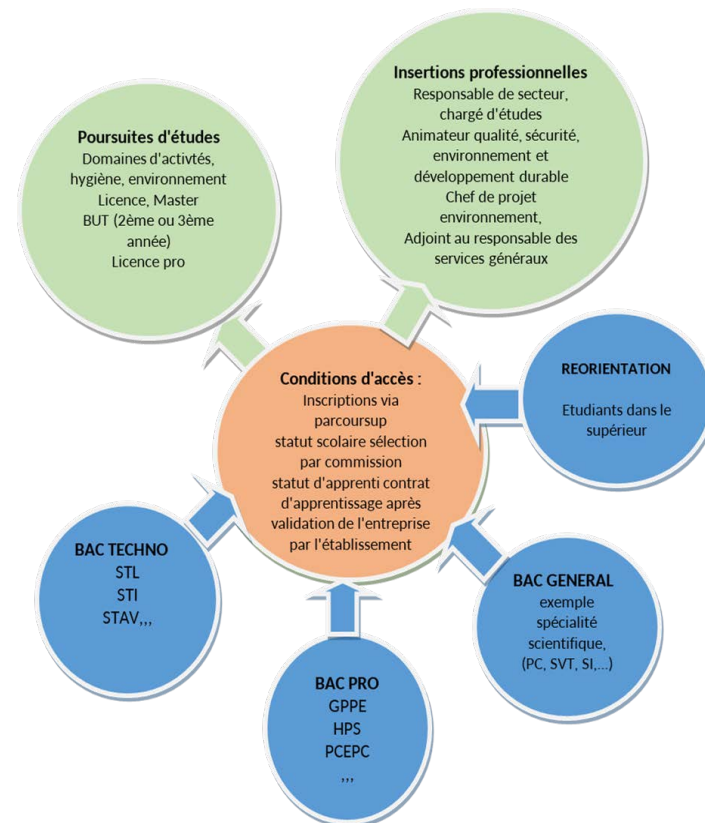 Insertions professionnelles
Responsable de secteur,
chargé d'études
Animateur qualité, sécurité,
environnement et
développement durable
Chef de projet
environnement,
Adjoint au responsable des
services généraux
Poursuites d'études
Domaines d'activtés,
hygiène, environnement
Licence, Master
BUT (2ème ou 3ème
année)
Licence pro
Conditions d'accès :
Inscriptions via
parcoursup
statut scolaire sélection
par commission
statut d'apprenti contrat
d'apprentissage après
validation de l'entreprise
par l'établissement
REORIENTATION
Etudiants dans le
supérieur
BAC TECHNO
STL
STI
STAV,,,
BAC GENERAL
exemple
spécialité
scientifique,
(PC, SVT, SI,...)
BAC PRO
GPPE
HPS
PCEPC
,,,